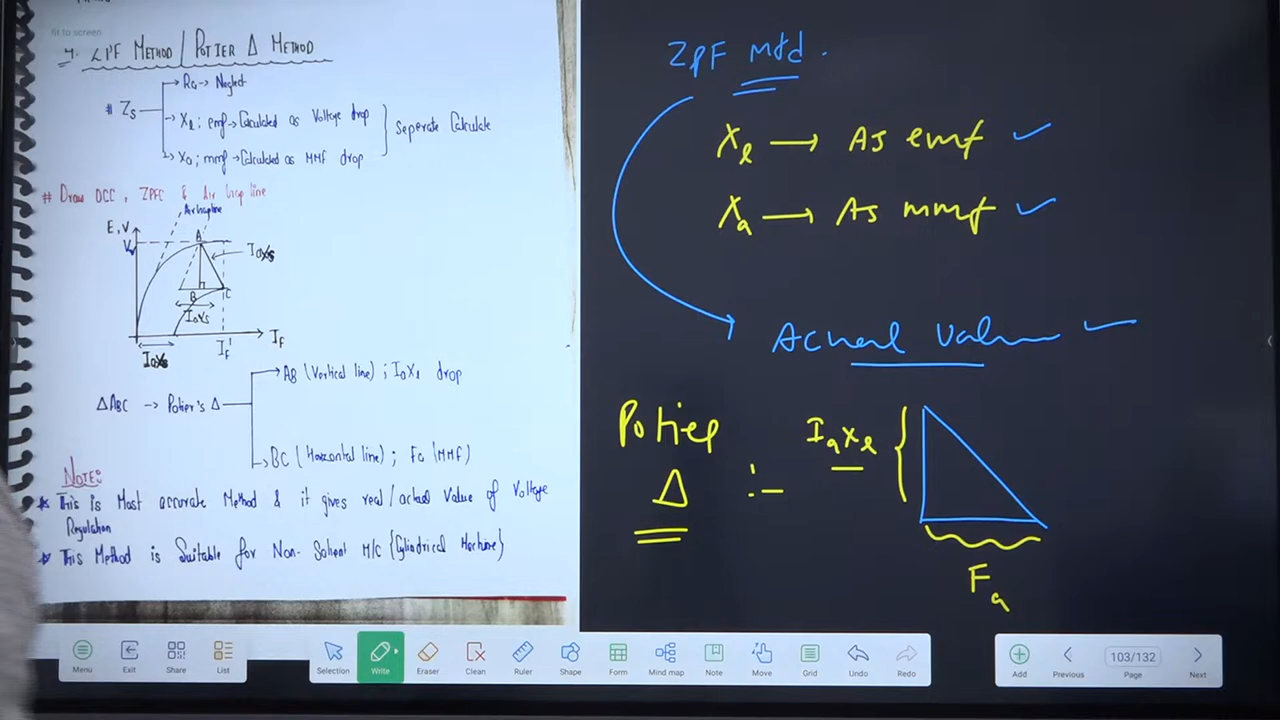 fit to screen
4. ZPF METHOD / POTIER Δ METHOD
# Zs
Ra → Neglect
Xl ; emf → Calculated as Voltage drop
Xa ; mmf → Calculated as MMF drop
Seperate Calculate
# Draw OCC , ZPFC & Air Gap line
Air Gap line
E, V
A
B
C
IF'
IF
ΔABC → Potier's Δ
AB (Vertical line) ; IaXl drop
BC (Horizontal line) ; Fa (MMF)
NOTE:
* This is Most accurate Method & it gives real / actual Value of Voltage
Regulation
* This Method is Suitable for Non-Salient M/C {Cylindrical Machine}
ZPF Mtd.
Xl → As emf ✓
Xa → As mmf ✓
Actual Value ✓
Potier
Δ :-
IaXl
Fa
Menu
Exit
Share
List
Selection
Write
Eraser
Clean
Ruler
Shape
Form
Mind map
Note
Move
Grid
Undo
Redo
Add
Previous
103/132
Page
Next